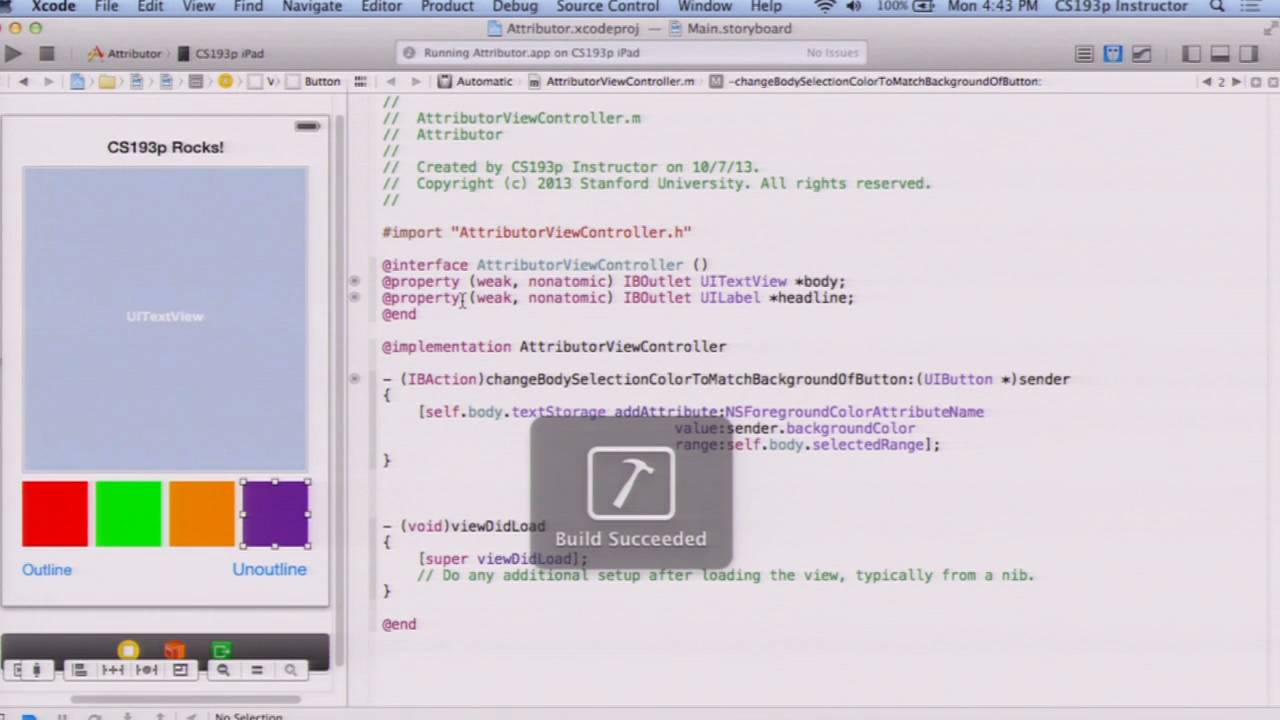 Xcode File Edit View Find Navigate Editor Product Debug Source Control Window Help 100% Mon 4:43 PM CS193p Instructor
Attributor.xcodeproj — Main.storyboard
Attributor CS193p iPad Running Attributor.app on CS193p iPad No Issues
V Button Automatic AttributorViewController.m M -changeBodySelectionColorToMatchBackgroundOfButton: 2
CS193p Rocks!
UITextView
Outline Unoutline
//
// AttributorViewController.m
// Attributor
//
// Created by CS193p Instructor on 10/7/13.
// Copyright (c) 2013 Stanford University. All rights reserved.
//
#import "AttributorViewController.h"
@interface AttributorViewController ()
@property (weak, nonatomic) IBOutlet UITextView *body;
@property (weak, nonatomic) IBOutlet UILabel *headline;
@end
@implementation AttributorViewController
- (IBAction)changeBodySelectionColorToMatchBackgroundOfButton:(UIButton *)sender
{
[self.body.textStorage addAttribute:NSForegroundColorAttributeName
value:sender.backgroundColor
range:self.body.selectedRange];
}
- (void)viewDidLoad
{
[super viewDidLoad];
// Do any additional setup after loading the view, typically from a nib.
}
@end
Build Succeeded
No Selection